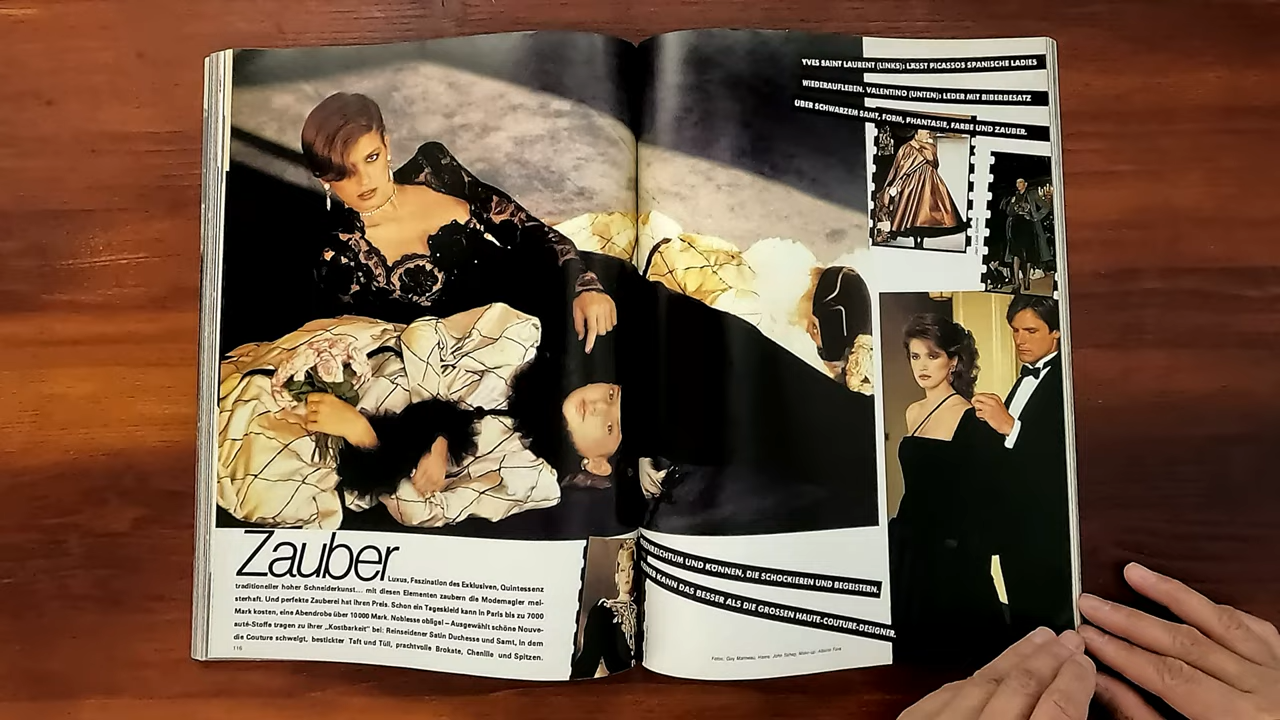 Zauber
Luxus, Faszination des Exklusiven, Quintessenz
traditioneller hoher Schneiderkunst... mit diesen Elementen zaubern die Modemagier mei-
sterhaft. Und perfekte Zauberei hat ihren Preis. Schon ein Tageskleid kann in Paris bis zu 7000
Mark kosten, eine Abendrobe über 10000 Mark. Noblesse oblige! – Ausgewählt schöne Nouve-
auté-Stoffe tragen zu ihrer „Kostbarkeit" bei: Reinseidener Satin Duchesse und Samt, in dem
die Couture schwelgt, bestickter Taft und Tüll, prachtvolle Brokate, Chenille und Spitzen.
116
YVES SAINT LAURENT (LINKS): LÄSST PICASSOS SPANISCHE LADIES
WIEDERAUFLEBEN. VALENTINO (UNTEN): LEDER MIT BIBERBESATZ
ÜBER SCHWARZEM SAMT, FORM, PHANTASIE, FARBE UND ZAUBER.
UND KÖNNEN, DIE SCHOCKIEREN UND BEGEISTERN.
KANN DAS BESSER ALS DIE GROSSEN HAUTE-COUTURE-DESIGNER.
Fotos: Guy